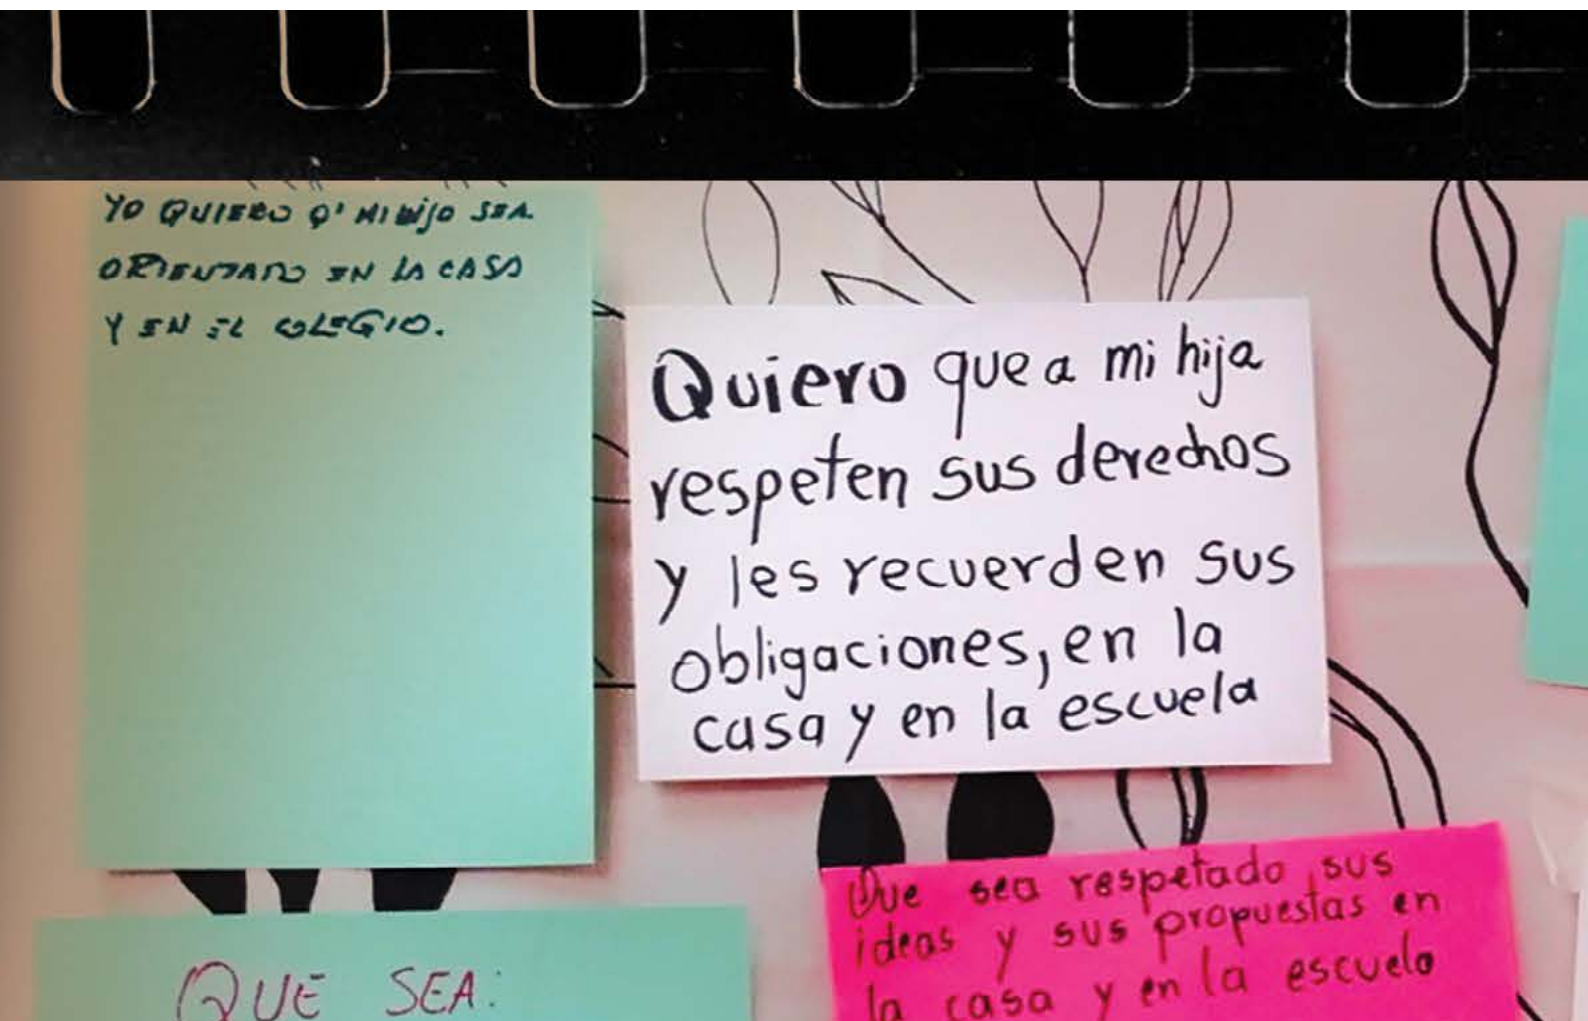 YO QUIERO Q' MI HIJO SEA
ORIENTADO EN LA CASA
Y EN EL COLEGIO.
Quiero que a mi hija
respeten sus derechos
y les recuerden sus
obligaciones, en la
casa y en la escuela
Que sea respetado sus
ideas y sus propuestas en
la casa y en la escuela
QUE SEA: